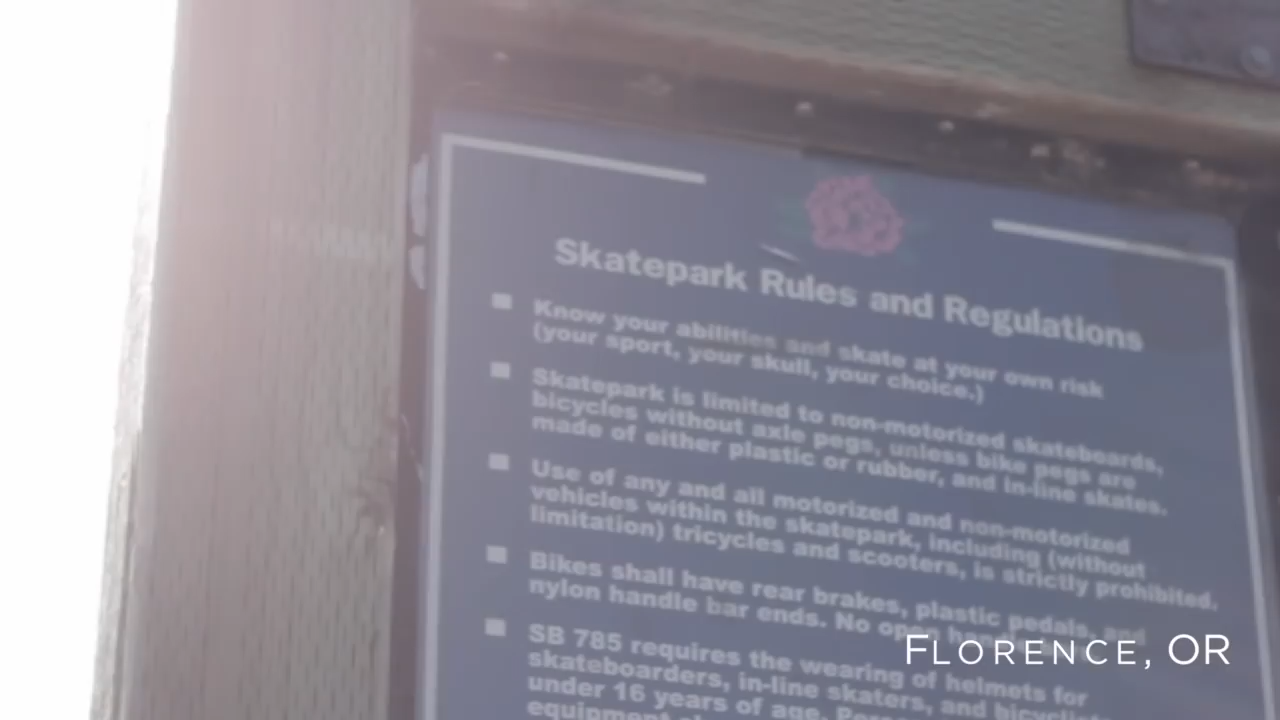 Skatepark Rules and Regulations
■ Know your abilities and skate at your own risk
(your sport, your skull, your choice.)
■ Skatepark is limited to non-motorized skateboards,
bicycles without axle pegs, unless bike pegs are
made of either plastic or rubber, and in-line skates.
■ Use of any and all motorized and non-motorized
vehicles within the skatepark, including (without
limitation) tricycles and scooters, is strictly prohibited.
■ Bikes shall have rear brakes, plastic pedals, and
nylon handle bar ends. No open
■ SB 785 requires the wearing of helmets for
skateboarders, in-line skaters, and
under 16 years of age.
equipment
FLORENCE, OR